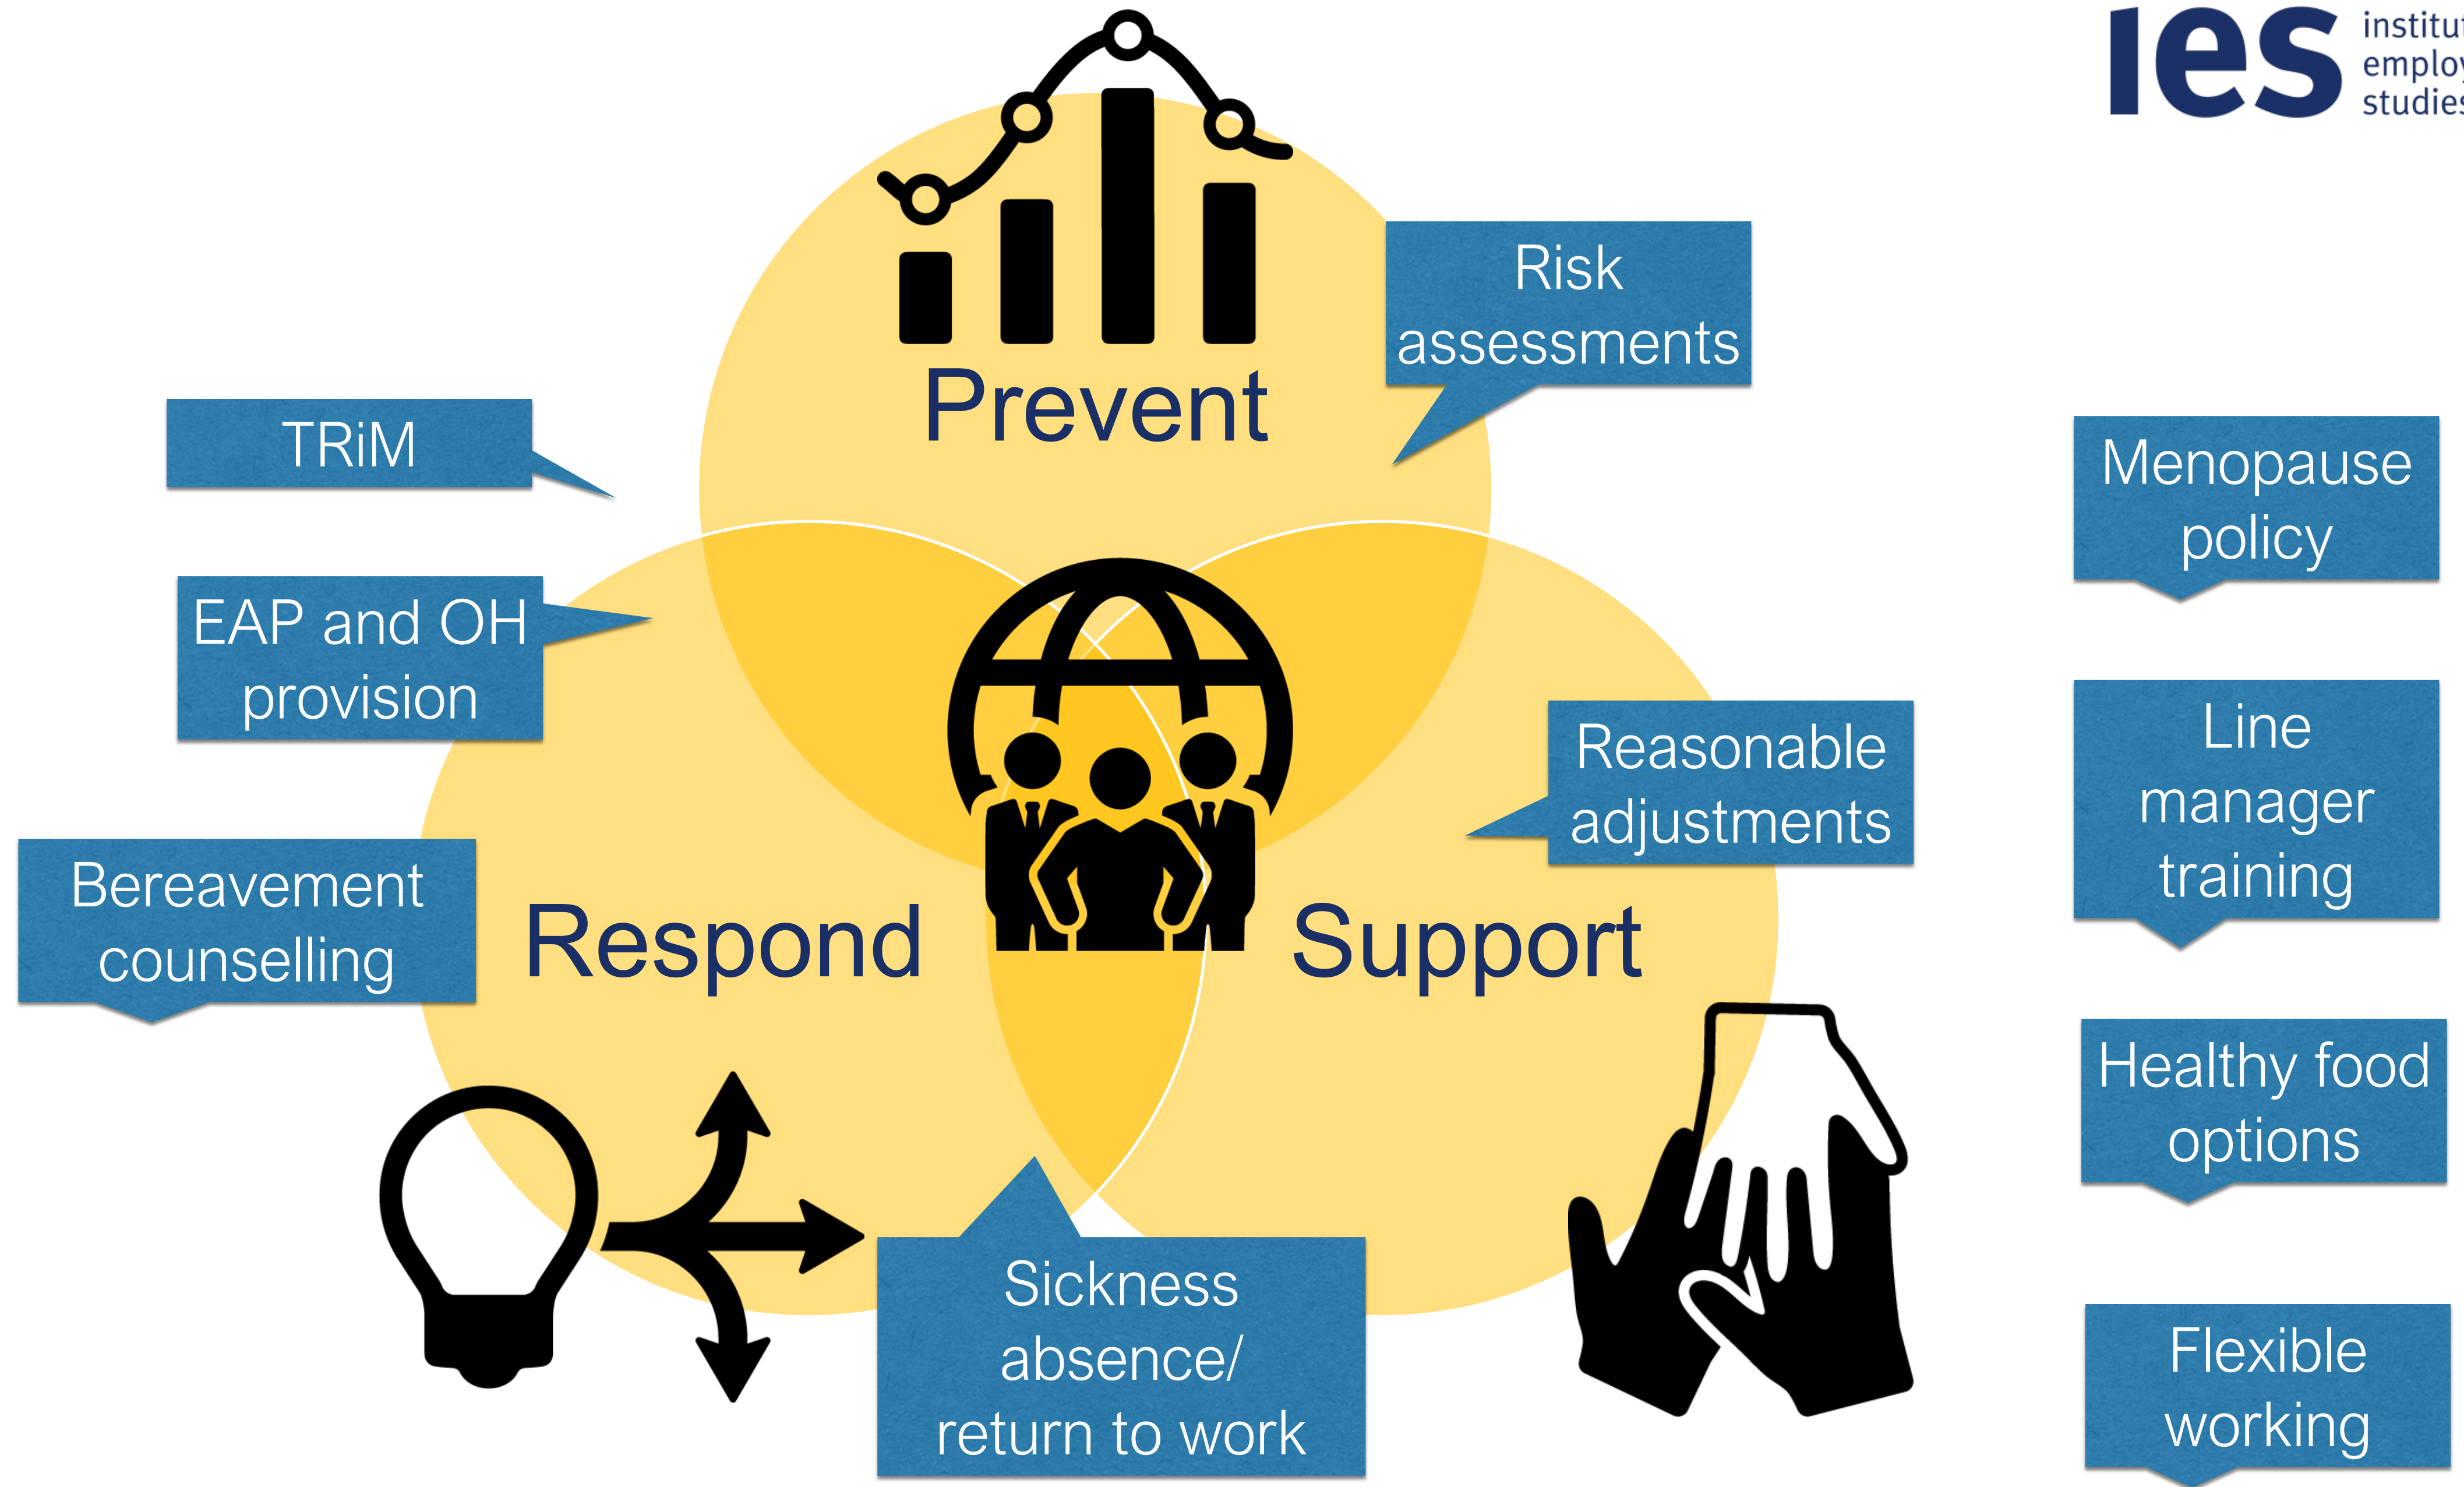 ies
Prevent
Risk
assessments
TRiM
Menopause
policy
EAP and OH
provision
Line
manager
training
Reasonable
adjustments
Bereavement
counselling
Respond
Support
Healthy food
options
Sickness
absence/
return to work
Flexible
working